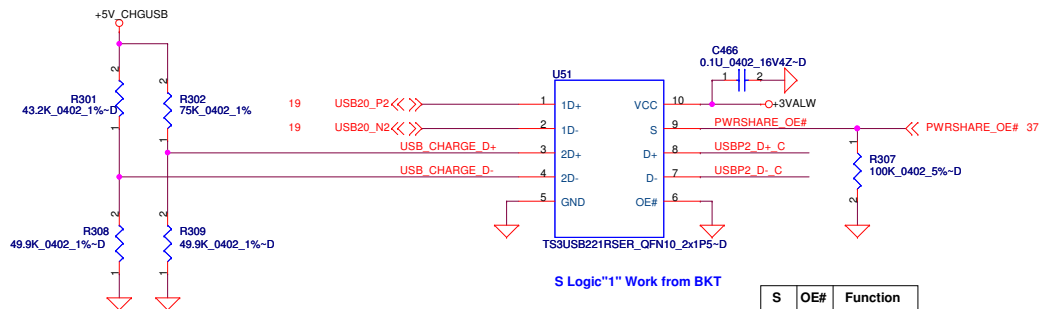 +5V_CHGUSB
C466
0.1U_0402_16V4Z~D
1 2
U51
2 2
R301
43.2K_0402_1%~D
R302
75K_0402_1%
1 1
19 USB20_P2 1 1D+ VCC 10 +3VALW
19 USB20_N2 2 1D- S 9 PWRSHARE_OE# PWRSHARE_OE# 37
USB_CHARGE_D+ 3 2D+ D+ 8 USBP2_D+_C
USB_CHARGE_D- 4 2D- D- 7 USBP2_D-_C
5 GND OE# 6
1
R307
100K_0402_5%~D
2
2 2
R308
49.9K_0402_1%~D
R309
49.9K_0402_1%~D
1 1
TS3USB221RSER_QFN10_2x1P5~D
S Logic"1" Work from BKT
S OE# Function